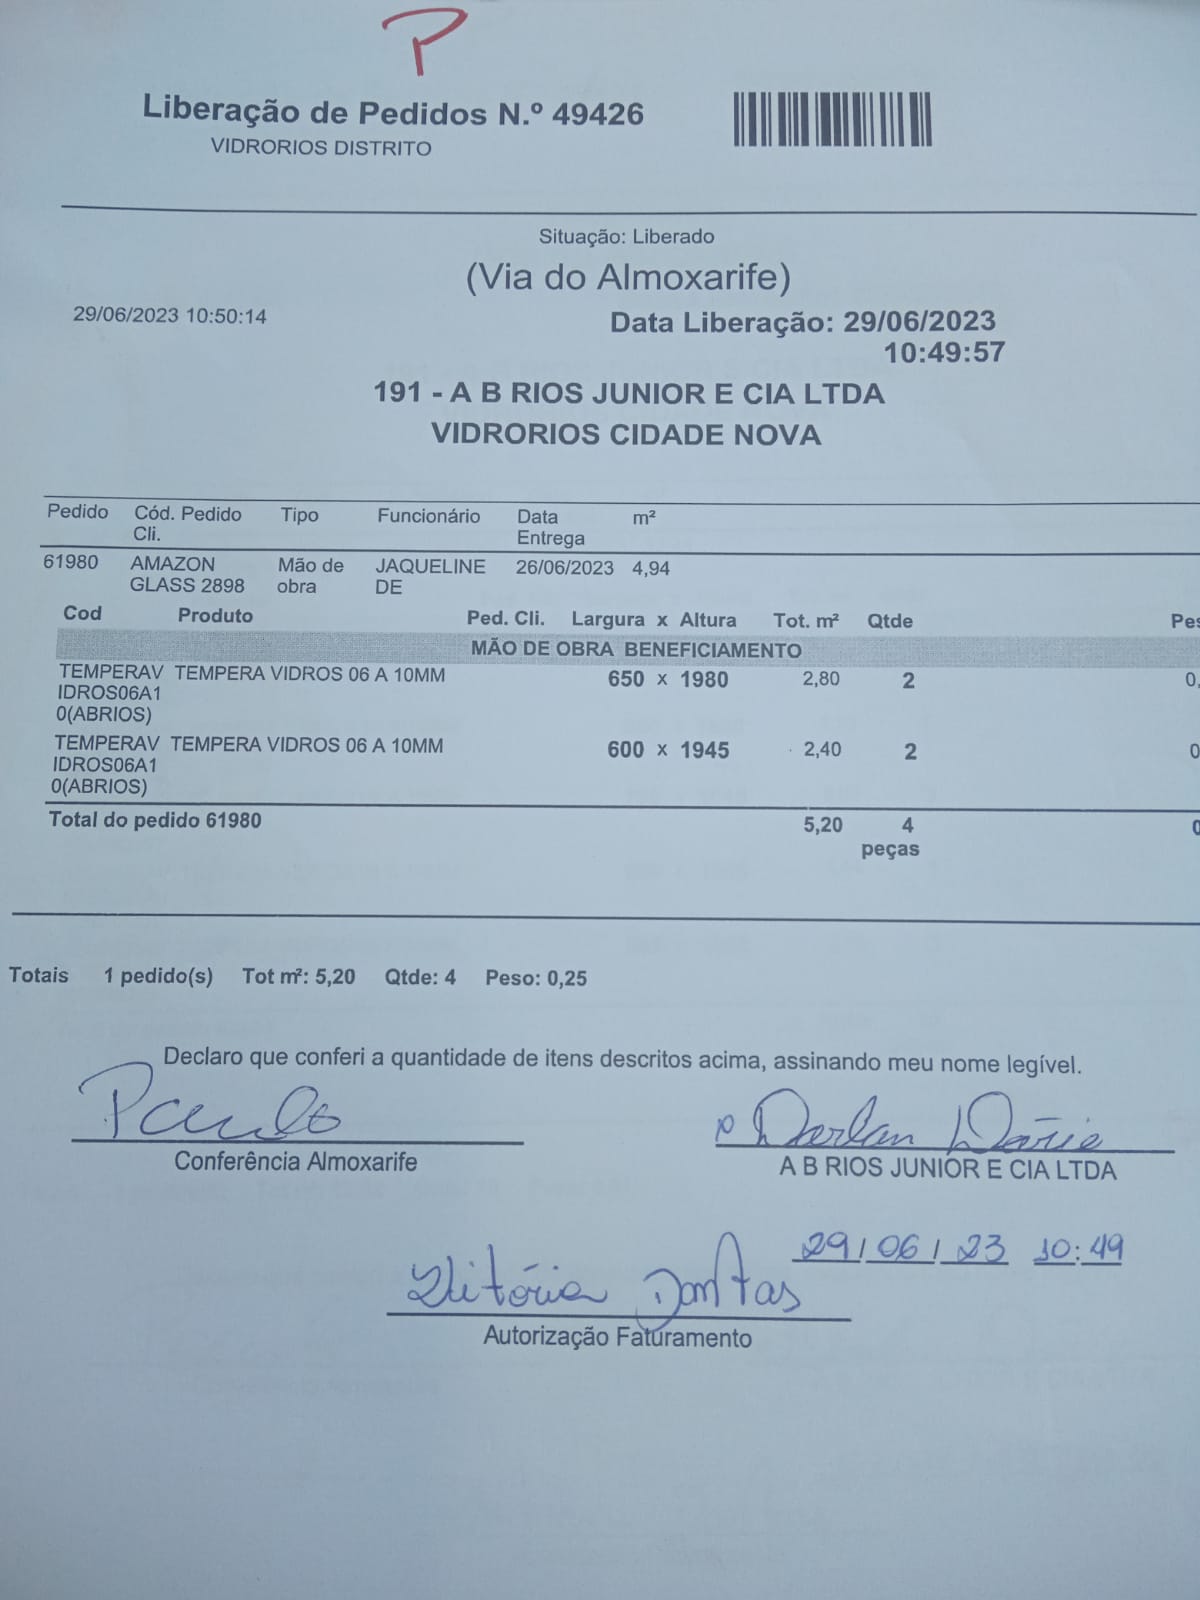 P
Liberação de Pedidos N.º 49426
VIDRORIOS DISTRITO
Situação: Liberado
(Via do Almoxarife)
29/06/2023 10:50:14
Data Liberação: 29/06/2023
10:49:57
191 - A B RIOS JUNIOR E CIA LTDA
VIDRORIOS CIDADE NOVA
Pedido Cód. Pedido Tipo Funcionário Data m²
Cli. Entrega
61980 AMAZON Mão de JAQUELINE 26/06/2023 4,94
GLASS 2898 obra DE
Cod Produto Ped. Cli. Largura x Altura Tot. m² Qtde Pes
MÃO DE OBRA BENEFICIAMENTO
TEMPERAV TEMPERA VIDROS 06 A 10MM 650 x 1980 2,80 2 0,
IDROS06A1
0(ABRIOS)
TEMPERAV TEMPERA VIDROS 06 A 10MM 600 x 1945 2,40 2 0
IDROS06A1
0(ABRIOS)
Total do pedido 61980 5,20 4 0
peças
Totais 1 pedido(s) Tot m²: 5,20 Qtde: 4 Peso: 0,25
Declaro que conferi a quantidade de itens descritos acima, assinando meu nome legível.
Paulo Darlan
Conferência Almoxarife A B RIOS JUNIOR E CIA LTDA
29/06/23 10:49
Vitória Dantas
Autorização Faturamento